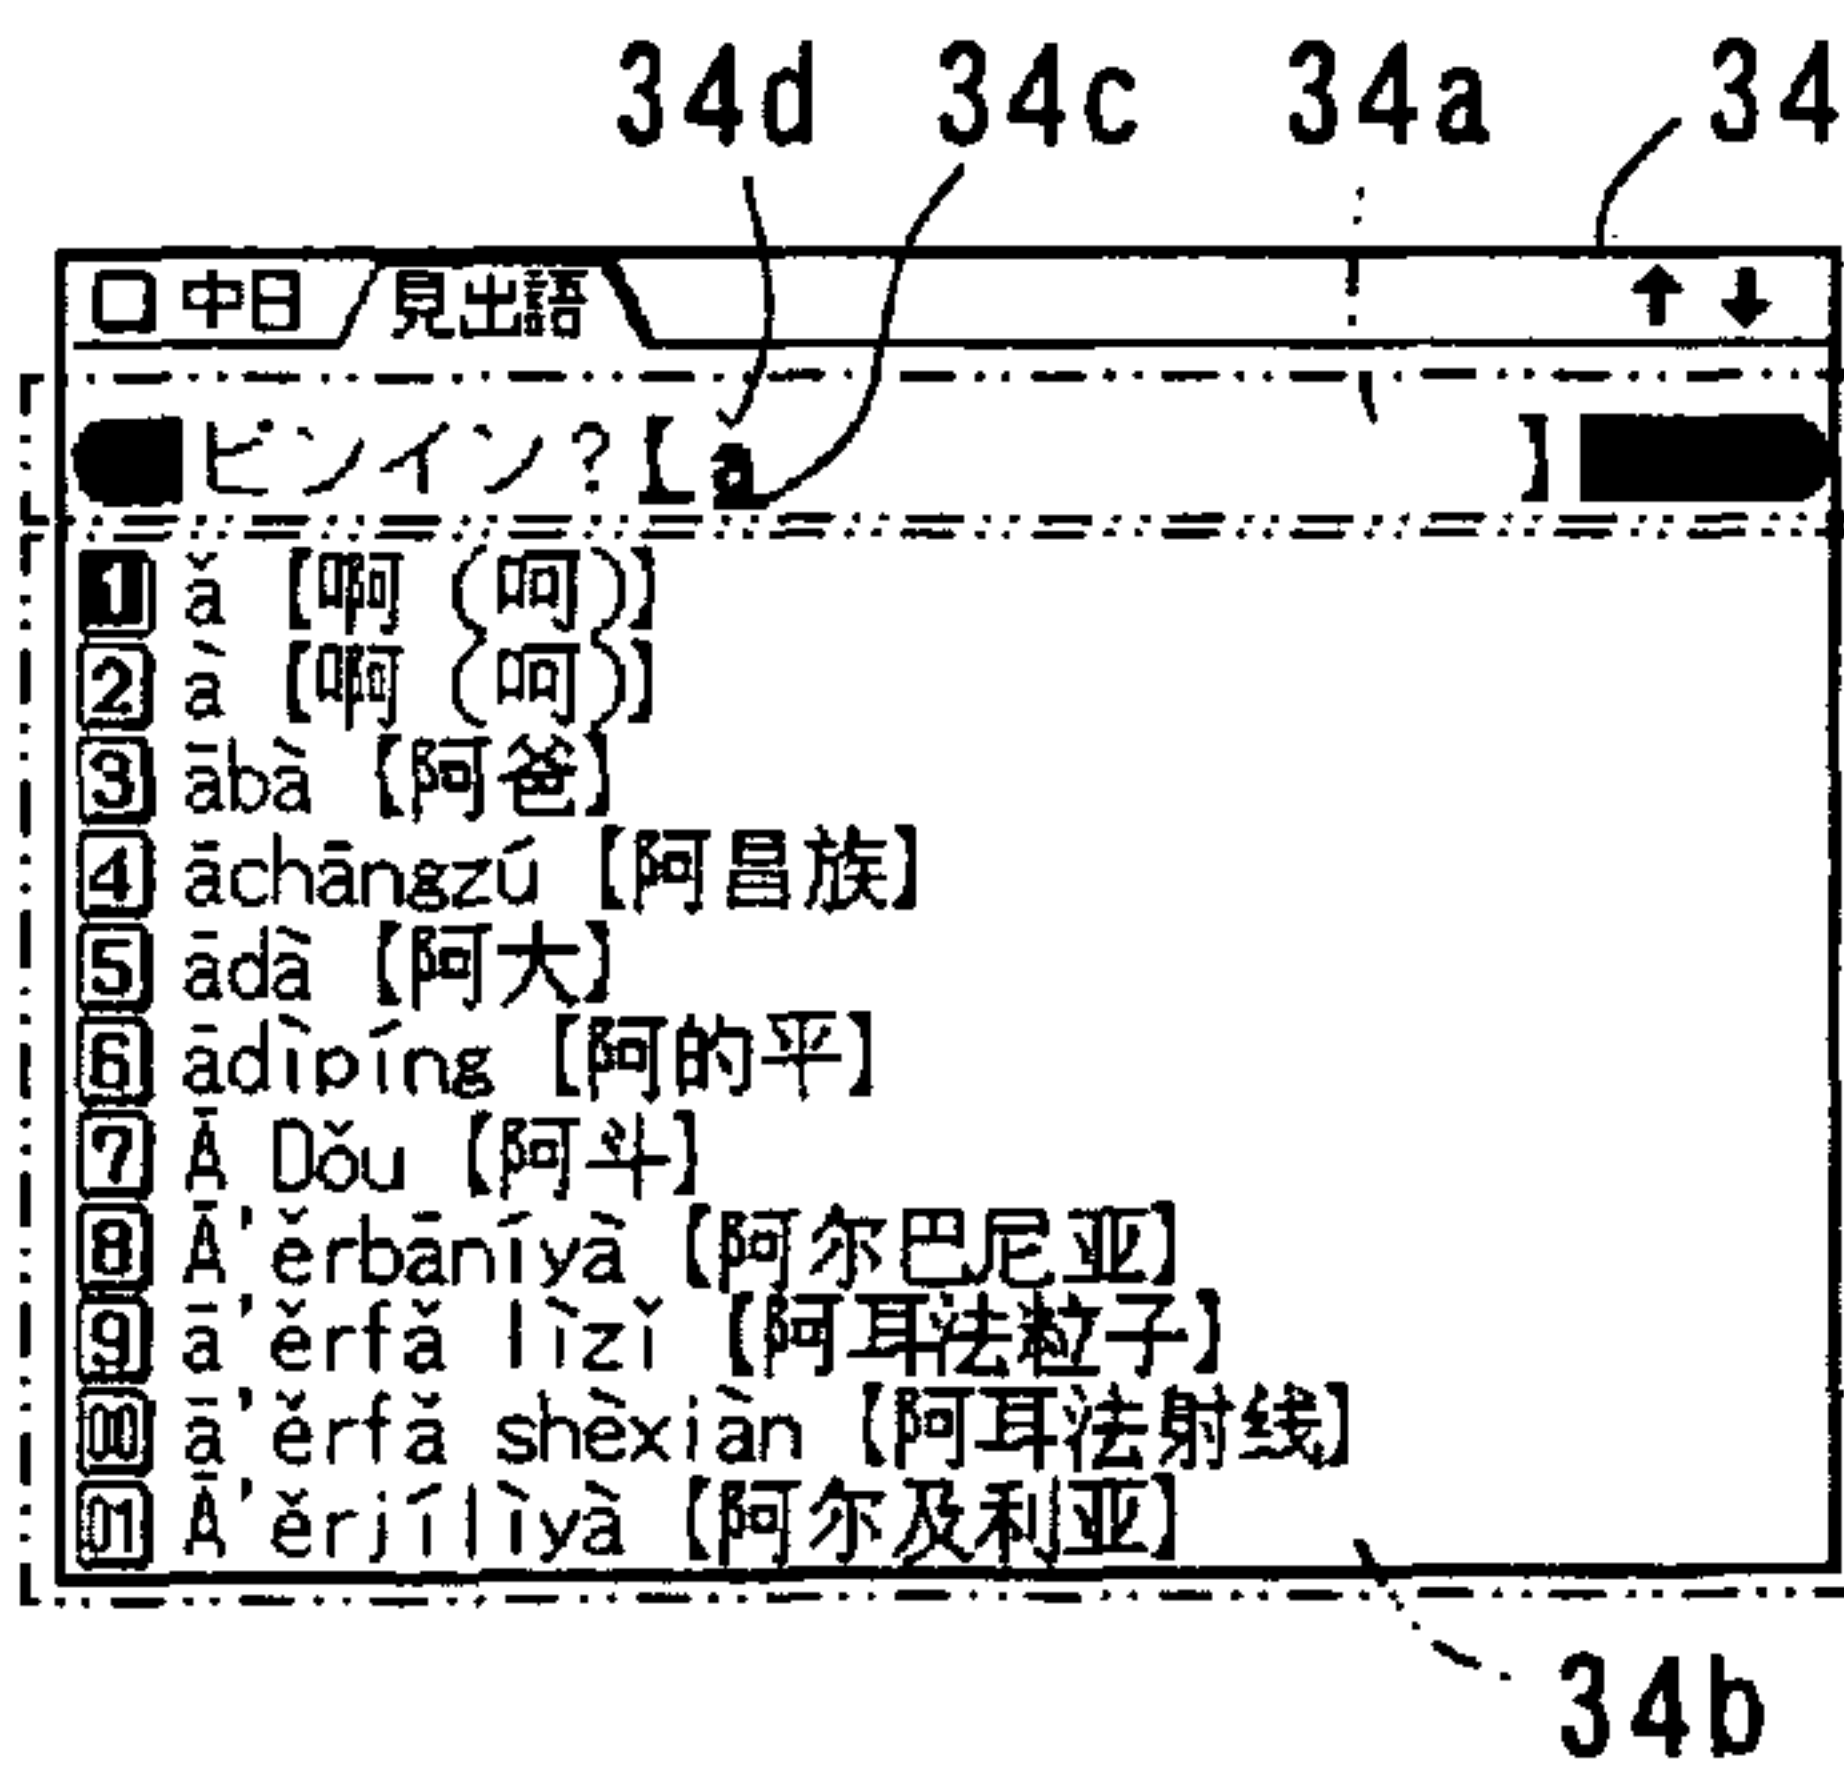 34d 34c 34a 34
中日 見出語 ↑ ↓
ピンイン?【ǎ 】
1 ǎ【啊(呵)】
2 à【啊(呵)】
3 ābà【阿爸】
4 āchāngzú【阿昌族】
5 ādà【阿大】
6 ādìpíng【阿的平】
7 Ā Dǒu【阿斗】
8 Ā'ěrbāníyà【阿尔巴尼亚】
9 ā'ěrfǎ lìzǐ【阿耳法粒子】
10 ā'ěrfǎ shèxiàn【阿耳法射线】
11 Ā'ěrjílìyà【阿尔及利亚】
34b